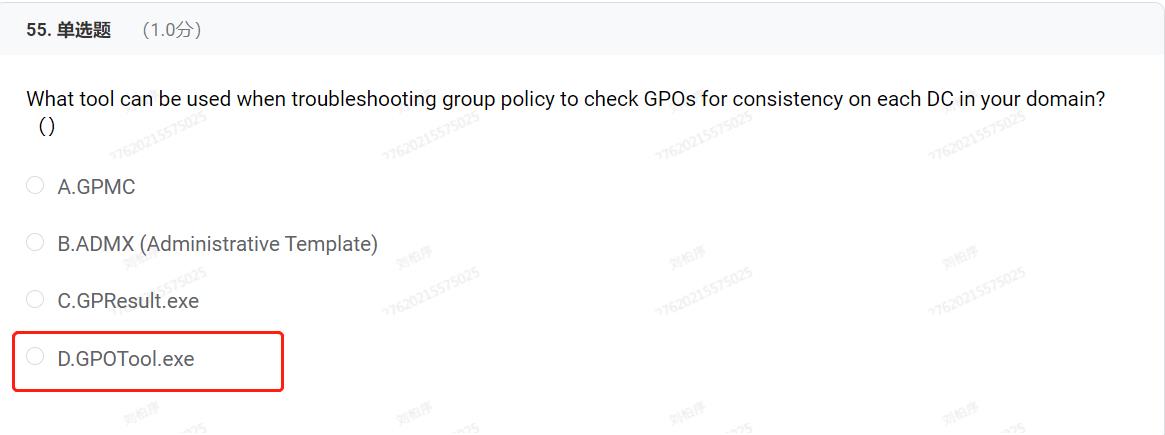 55. 单选题 （1.0分）
What tool can be used when troubleshooting group policy to check GPOs for consistency on each DC in your domain?
（）
A.GPMC
B.ADMX (Administrative Template)
C.GPResult.exe
D.GPOTool.exe